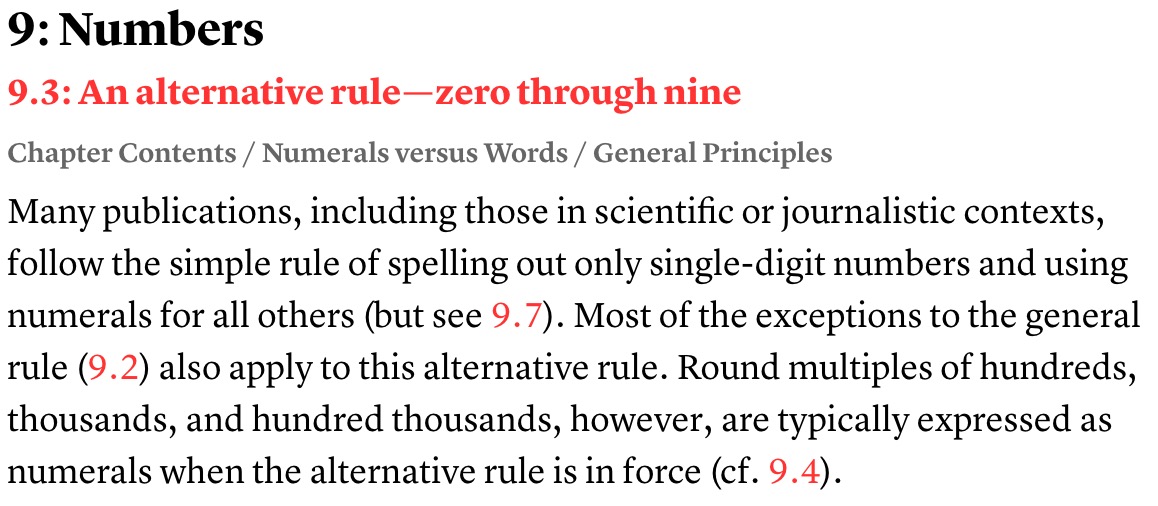 9: Numbers
9.3: An alternative rule—zero through nine
Chapter Contents / Numerals versus Words / General Principles
Many publications, including those in scientific or journalistic contexts,
follow the simple rule of spelling out only single-digit numbers and using
numerals for all others (but see 9.7). Most of the exceptions to the general
rule (9.2) also apply to this alternative rule. Round multiples of hundreds,
thousands, and hundred thousands, however, are typically expressed as
numerals when the alternative rule is in force (cf. 9.4).